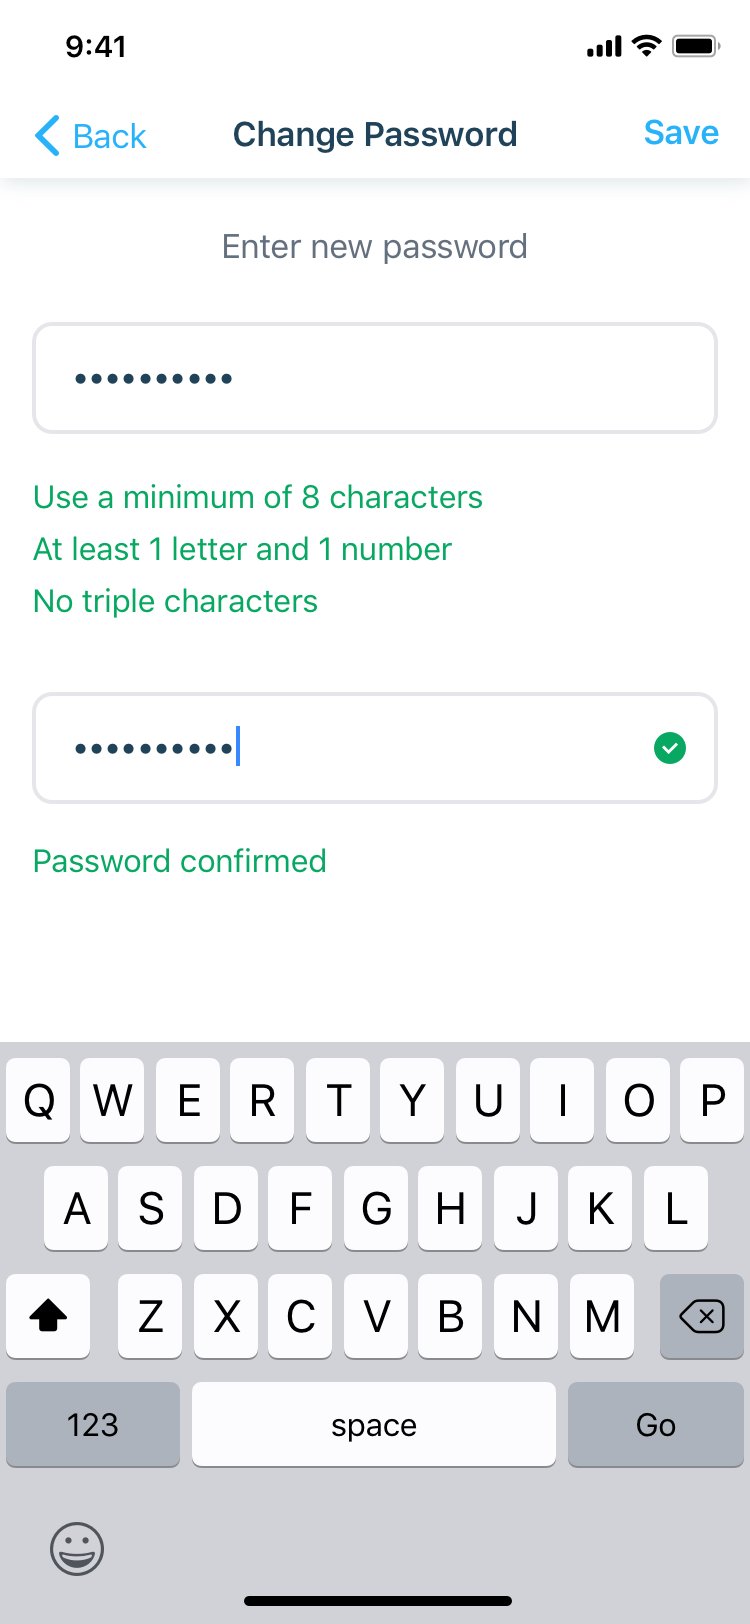 9:41
Back Change Password Save
Enter new password
••••••••••
Use a minimum of 8 characters
At least 1 letter and 1 number
No triple characters
••••••••••
Password confirmed
Q W E R T Y U I O P
A S D F G H J K L
Z X C V B N M
123 space Go